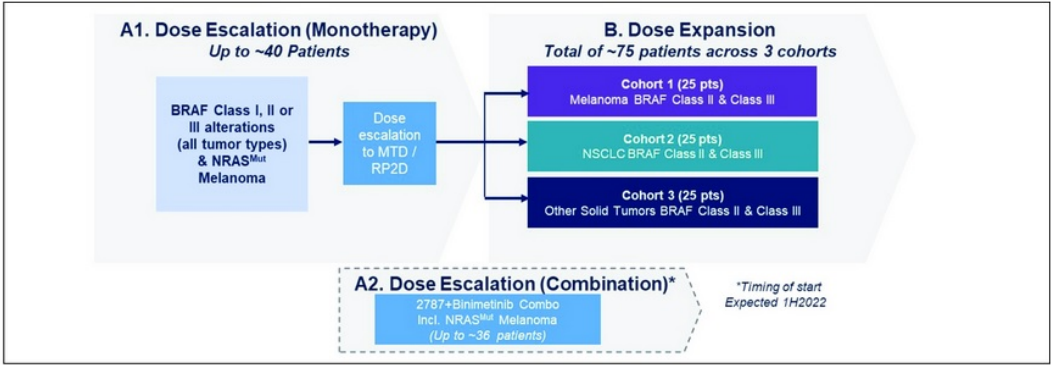 A1. Dose Escalation (Monotherapy)
Up to ~40 Patients
BRAF Class I, II or
III alterations
(all tumor types)
& NRASMut
Melanoma
Dose
escalation
to MTD /
RP2D
B. Dose Expansion
Total of ~75 patients across 3 cohorts
Cohort 1 (25 pts)
Melanoma BRAF Class II & Class III
Cohort 2 (25 pts)
NSCLC BRAF Class II & Class III
Cohort 3 (25 pts)
Other Solid Tumors BRAF Class II & Class III
A2. Dose Escalation (Combination)*
2787+Binimetinib Combo
Incl. NRASMut Melanoma
(Up to ~36 patients)
*Timing of start
Expected 1H2022